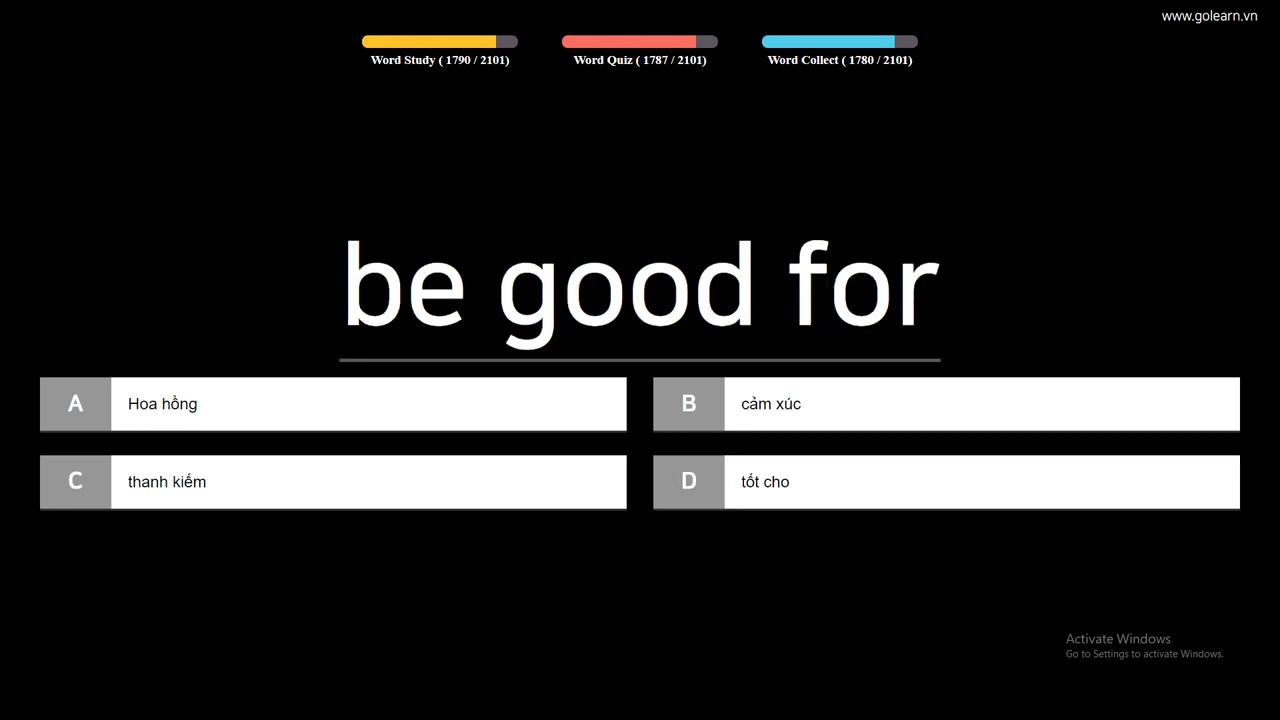 www.golearn.vn
Word Study ( 1790 / 2101)
Word Quiz ( 1787 / 2101)
Word Collect ( 1780 / 2101)
be good for
A Hoa hồng
B cảm xúc
C thanh kiếm
D tốt cho
Activate Windows
Go to Settings to activate Windows.